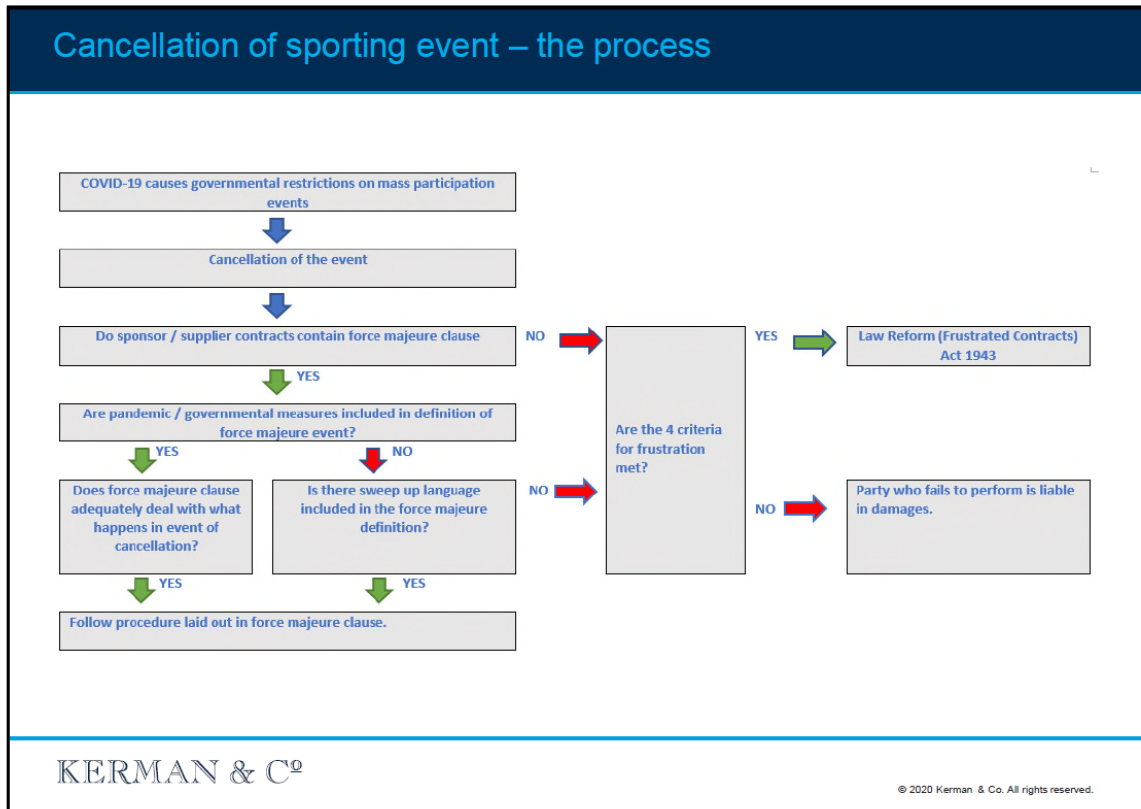 Cancellation of sporting event – the process
COVID-19 causes governmental restrictions on mass participation
events
Cancellation of the event
Do sponsor / supplier contracts contain force majeure clause
NO
YES
Are pandemic / governmental measures included in definition of
force majeure event?
YES
NO
Does force majeure clause
adequately deal with what
happens in event of
cancellation?
Is there sweep up language
included in the force majeure
definition?
NO
YES
YES
Follow procedure laid out in force majeure clause.
Are the 4 criteria
for frustration
met?
YES
Law Reform (Frustrated Contracts)
Act 1943
NO
Party who fails to perform is liable
in damages.
KERMAN & Cº
© 2020 Kerman & Co. All rights reserved.